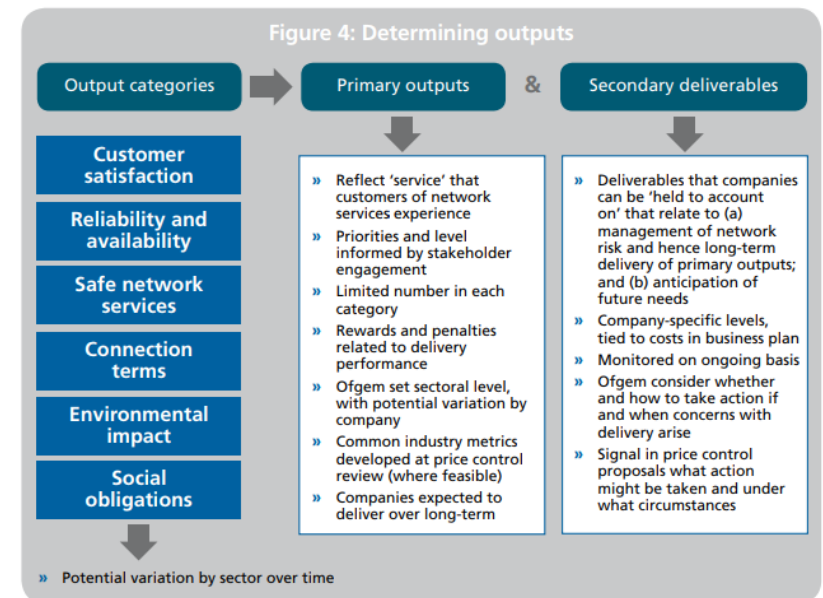 Figure 4: Determining outputs
Output categories
Primary outputs
&
Secondary deliverables
Customer
satisfaction
Reliability and
availability
Safe network
services
Connection
terms
Environmental
impact
Social
obligations
» Potential variation by sector over time
» Reflect ‘service’ that
customers of network
services experience
» Priorities and level
informed by stakeholder
engagement
» Limited number in each
category
» Rewards and penalties
related to delivery
performance
» Ofgem set sectoral level,
with potential variation by
company
» Common industry metrics
developed at price control
review (where feasible)
» Companies expected to
deliver over long-term
» Deliverables that companies
can be ‘held to account
on’ that relate to (a)
management of network
risk and hence long-term
delivery of primary outputs;
and (b) anticipation of
future needs
» Company-specific levels,
tied to costs in business plan
» Monitored on ongoing basis
» Ofgem consider whether
and how to take action if
and when concerns with
delivery arise
» Signal in price control
proposals what action
might be taken and under
what circumstances